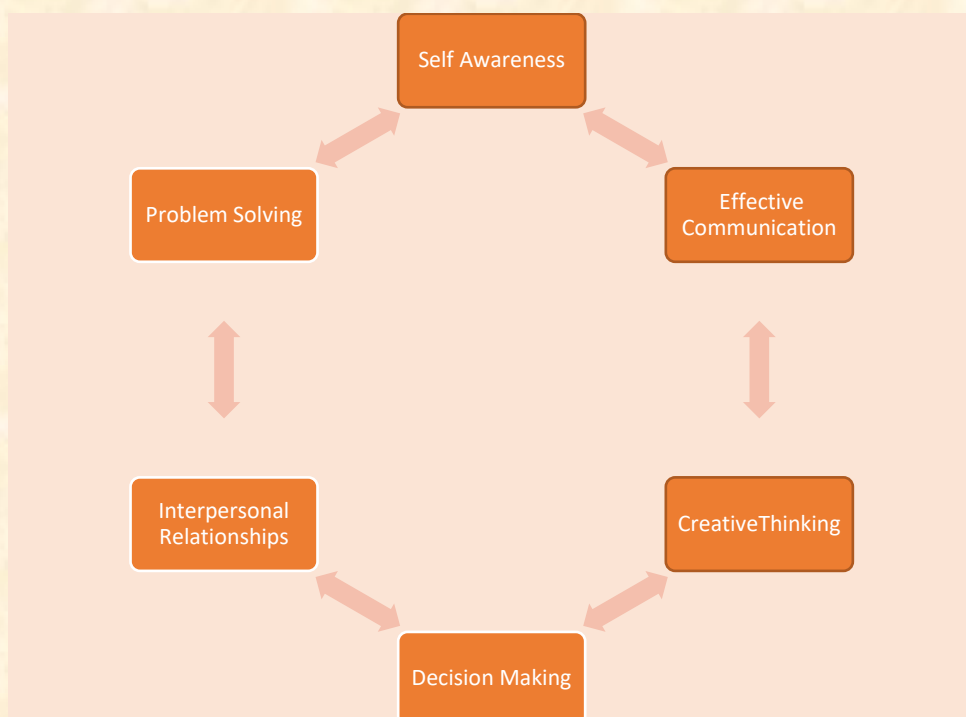 Self Awareness
Effective
Communication
CreativeThinking
Decision Making
Interpersonal
Relationships
Problem Solving